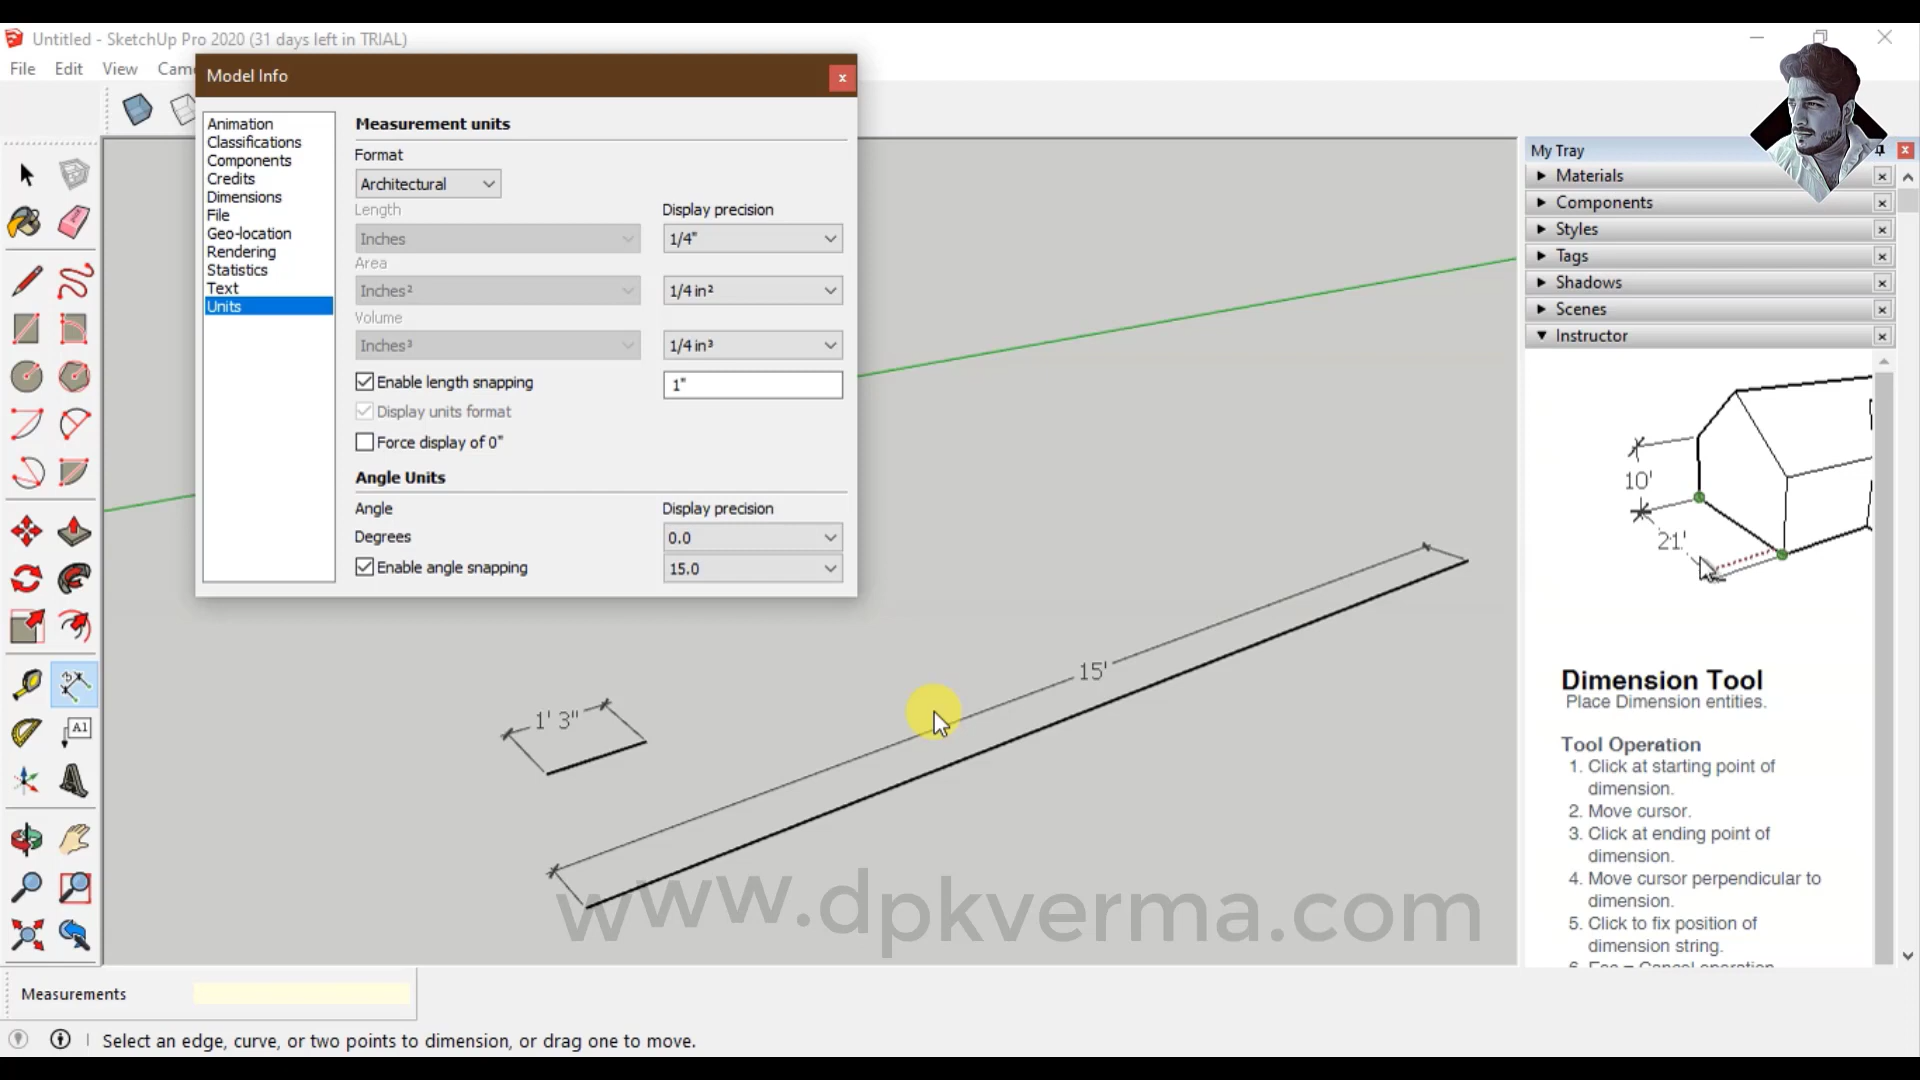 Untitled - SketchUp Pro 2020 (31 days left in TRIAL)
File Edit View Cam
Model Info
Animation
Classifications
Components
Credits
Dimensions
File
Geo-location
Rendering
Statistics
Text
Units
Measurement units
Format
Architectural
Length
Display precision
Inches
1/4"
Area
Inches²
1/4 in²
Volume
Inches³
1/4 in³
Enable length snapping
1"
Display units format
Force display of 0"
Angle Units
Angle
Display precision
Degrees
0.0
Enable angle snapping
15.0
My Tray
Materials
Components
Styles
Tags
Shadows
Scenes
Instructor
10'
21'
Dimension Tool
Place Dimension entities.
Tool Operation
1. Click at starting point of
dimension.
2. Move cursor.
3. Click at ending point of
dimension.
4. Move cursor perpendicular to
dimension.
5. Click to fix position of
dimension string.
6. Esc = Cancel operation
15'
1' 3"
A1
www.dpkverma.com
Measurements
Select an edge, curve, or two points to dimension, or drag one to move.